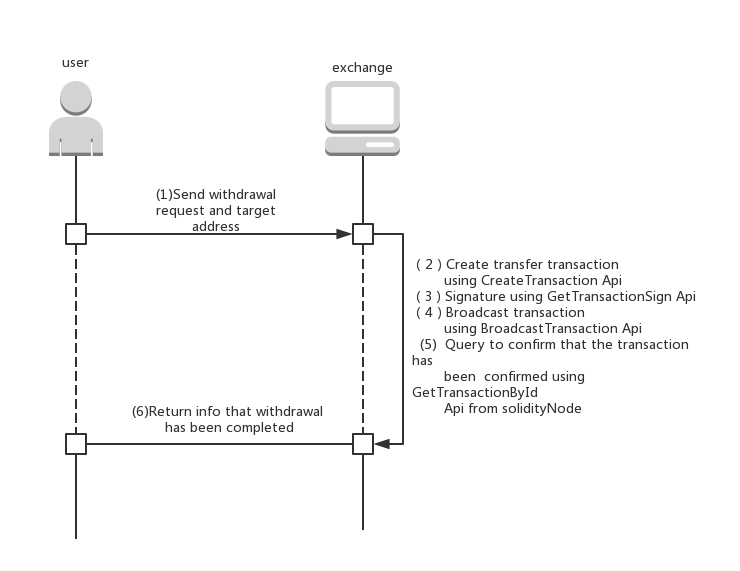 user
exchange
(1)Send withdrawal
request and target
address
( 2 ) Create transfer transaction
using CreateTransaction Api
( 3 ) Signature using GetTransactionSign Api
( 4 ) Broadcast transaction
using BroadcastTransaction Api
(5) Query to confirm that the transaction
has
been confirmed using
GetTransactionById
Api from solidityNode
(6)Return info that withdrawal
has been completed